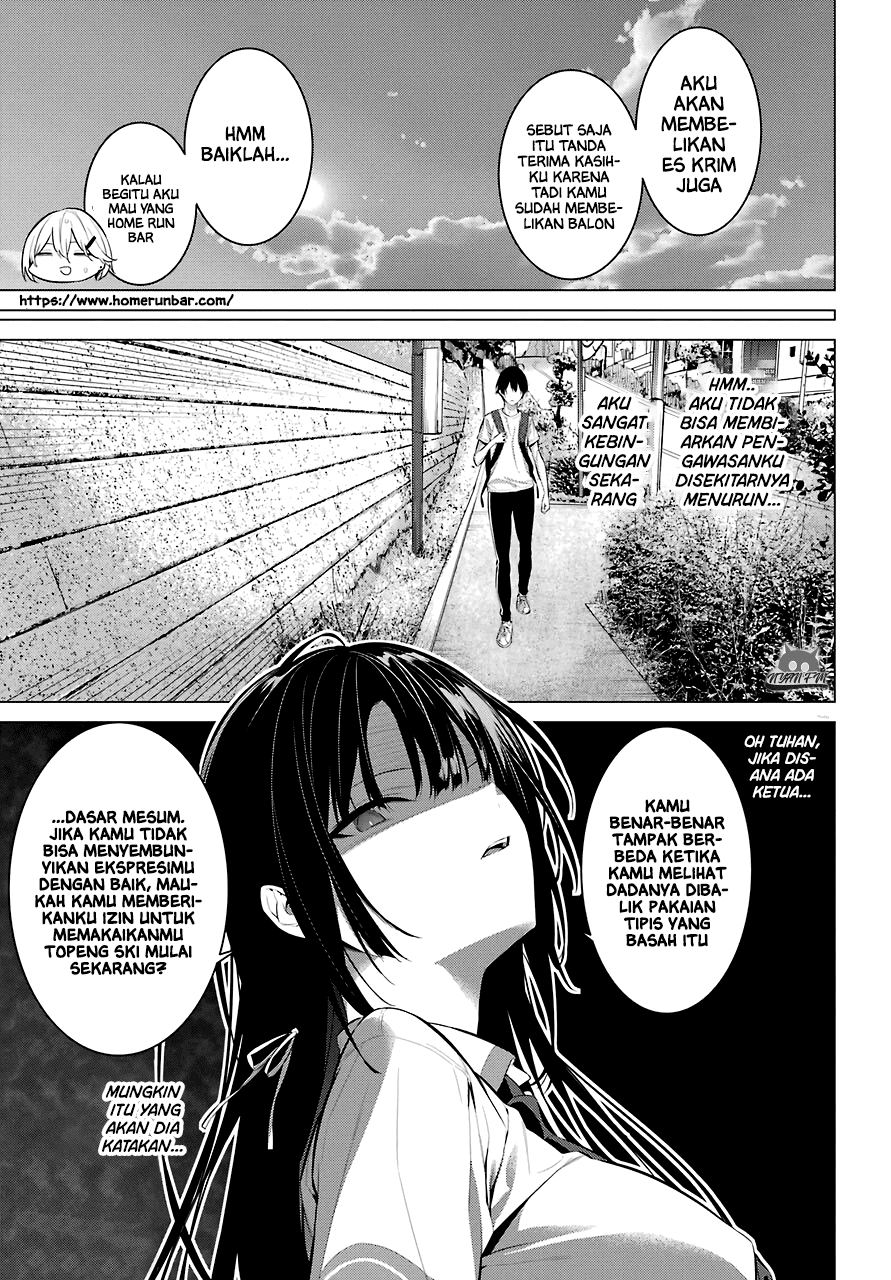 AKU
AKAN
MEMBE-
LIKAN
ES KRIM
JUGA
SEBUT SAJA
ITU TANDA
TERIMA KASIH-
KU KARENA
TADI KAMU
SUDAH MEMBE-
LIKAN BALON
HMM
BAIKLAH...
KALAU
BEGITU AKU
MAU YANG
HOME RUN
BAR
https://www.homerunbar.com/
HMM..
AKU TIDAK
BISA MEMBI-
ARKAN PEN-
GAWASANKU
DISEKITARNYA
MENURUN...
AKU
SANGAT
KEBIN-
GUNGAN
SEKA-
RANG
NYAN FM
OH TUHAN,
JIKA DIS-
ANA ADA
KETUA...
KAMU
BENAR-BENAR
TAMPAK BER-
BEDA KETIKA
KAMU MELIHAT
DADANYA DIBA-
LIK PAKAIAN
TIPIS YANG
BASAH ITU
...DASAR MESUM.
JIKA KAMU TIDAK
BISA MENYEMBUN-
YIKAN EKSPRESIMU
DENGAN BAIK, MAU-
KAH KAMU MEMBERI-
KANKU IZIN UNTUK
MEMAKAIKANMU
TOPENG SKI MULAI
SEKARANG?
MUNGKIN
ITU YANG
AKAN DIA
KATAKAN...